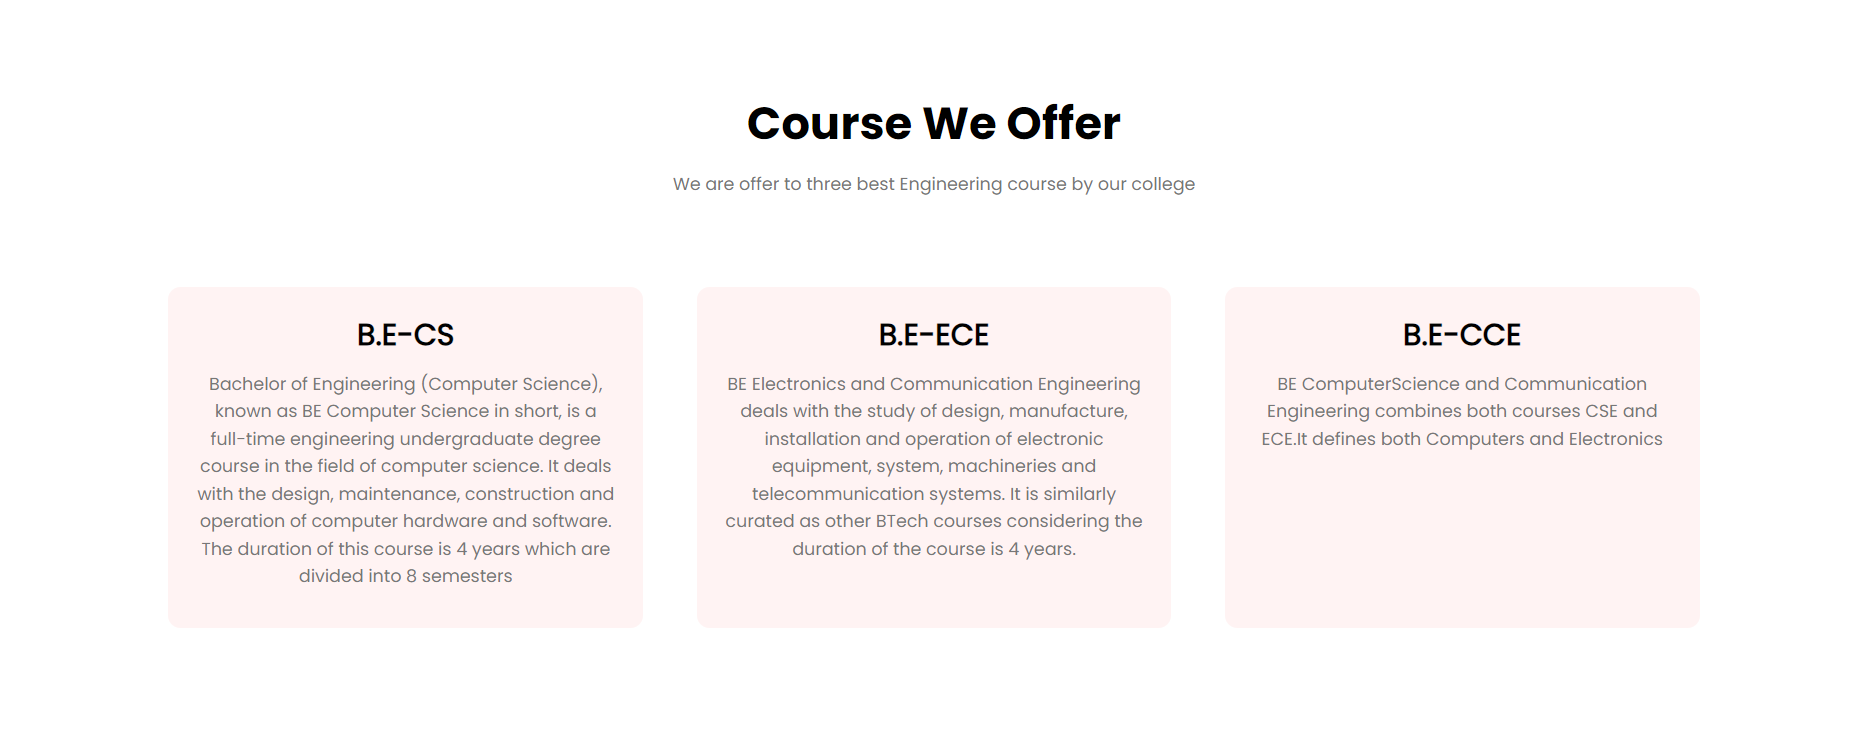 Course We Offer
We are offer to three best Engineering course by our college
B.E-CS
Bachelor of Engineering (Computer Science),
known as BE Computer Science in short, is a
full-time engineering undergraduate degree
course in the field of computer science. It deals
with the design, maintenance, construction and
operation of computer hardware and software.
The duration of this course is 4 years which are
divided into 8 semesters
B.E-ECE
BE Electronics and Communication Engineering
deals with the study of design, manufacture,
installation and operation of electronic
equipment, system, machineries and
telecommunication systems. It is similarly
curated as other BTech courses considering the
duration of the course is 4 years.
B.E-CCE
BE ComputerScience and Communication
Engineering combines both courses CSE and
ECE.It defines both Computers and Electronics